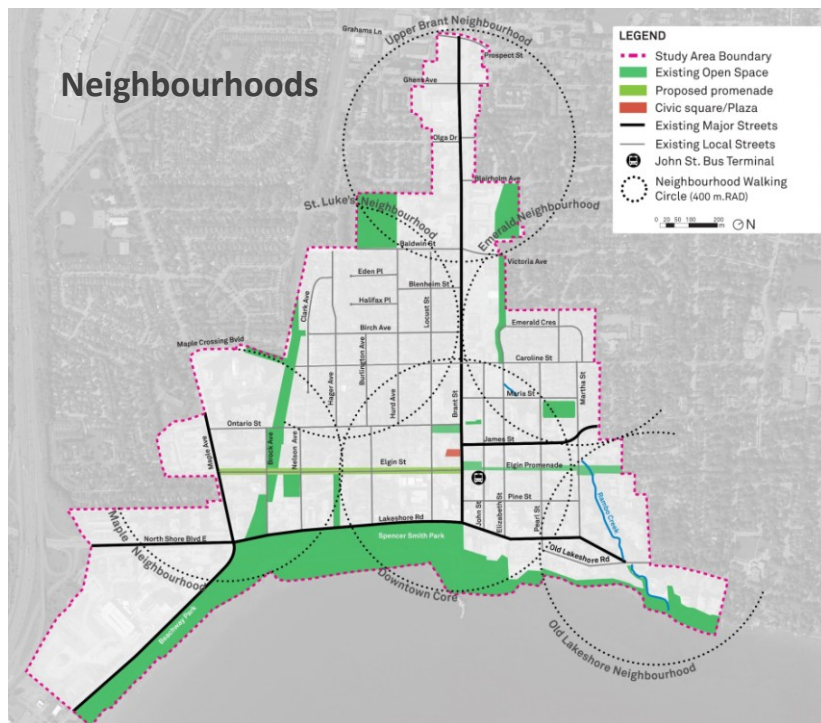 Neighbourhoods
LEGEND
Study Area Boundary
Existing Open Space
Proposed promenade
Civic square/Plaza
Existing Major Streets
Existing Local Streets
John St. Bus Terminal
Neighbourhood Walking
Circle (400 m.RAD)
0 20 50 100 200
m
N
Upper Brant Neighbourhood
Grahams Ln
Prospect St
Ghent Ave
Olga Dr
Blairholm Ave
St. Luke's Neighbourhood
Emerald Neighbourhood
Baldwin St
Victoria Ave
Eden Pl
Blenheim St
Clark Ave
Halifax Pl
Locust St
Emerald Cres
Birch Ave
Maple Crossing Blvd
Burlington Ave
Caroline St
Hager Ave
Hurd Ave
Brant St
Maria St
Martha St
Ontario St
James St
Maple Ave
Brock Ave
Nelson Ave
Elgin St
Elgin Promenade
John St
Elizabeth St
Pearl St
Pine St
Rambo Creek
Lakeshore Rd
North Shore Blvd E
Spencer Smith Park
Old Lakeshore Rd
Maple Neighbourhood
Downtown Core
Beachway Park
Old Lakeshore Neighbourhood